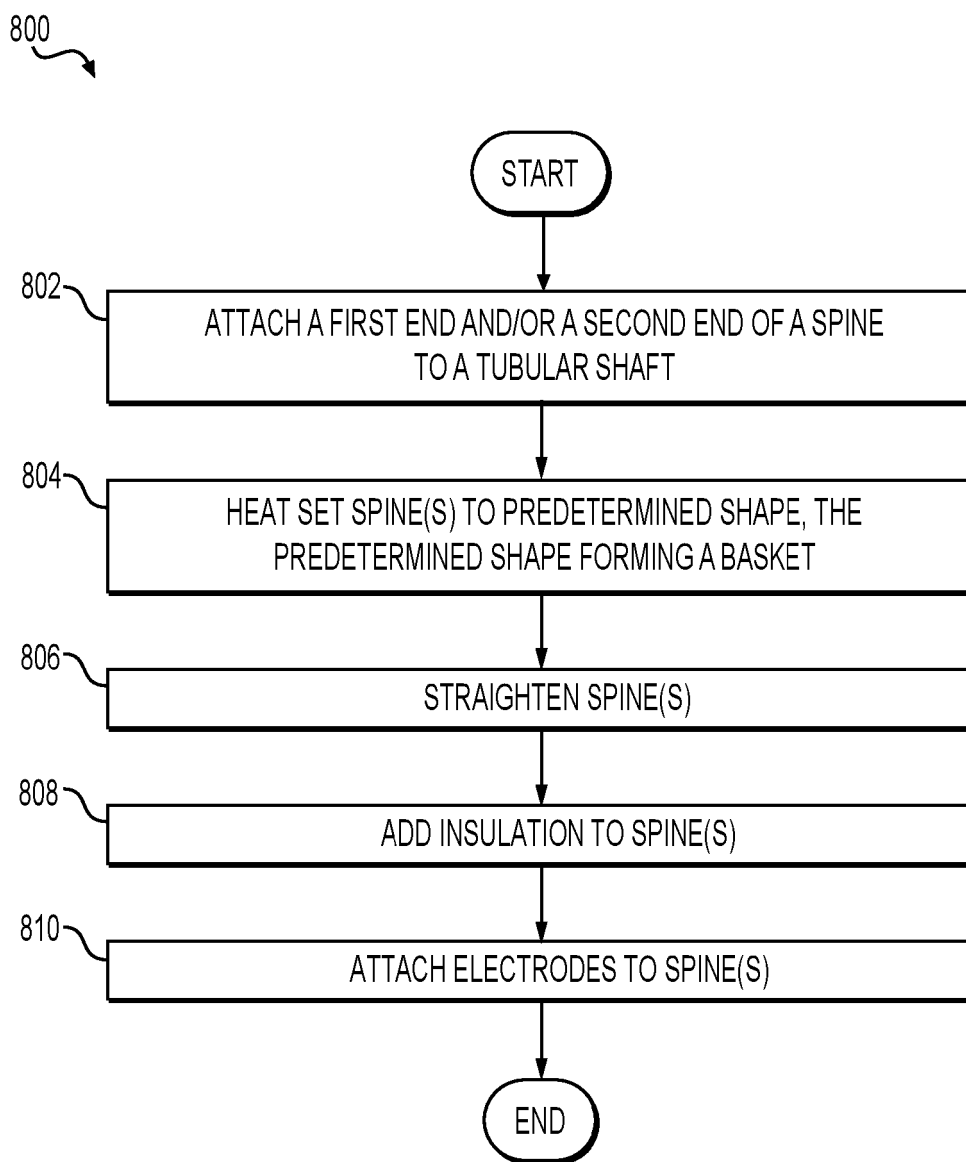 800
START
802
ATTACH A FIRST END AND/OR A SECOND END OF A SPINE
TO A TUBULAR SHAFT
804
HEAT SET SPINE(S) TO PREDETERMINED SHAPE, THE
PREDETERMINED SHAPE FORMING A BASKET
806
STRAIGHTEN SPINE(S)
808
ADD INSULATION TO SPINE(S)
810
ATTACH ELECTRODES TO SPINE(S)
END